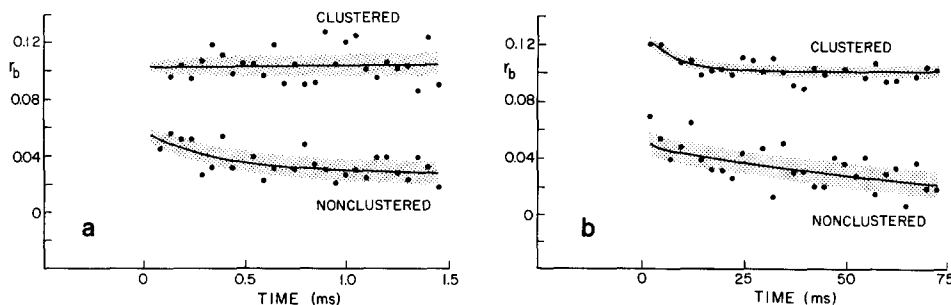 CLUSTERED
0.12
r_b
0.08
0.04
NONCLUSTERED
0
a
0
0.5
1.0
1.5
TIME (ms)
0.12
r_b
CLUSTERED
0.08
0.04
0
NONCLUSTERED
b
0
25
50
75
TIME (ms)